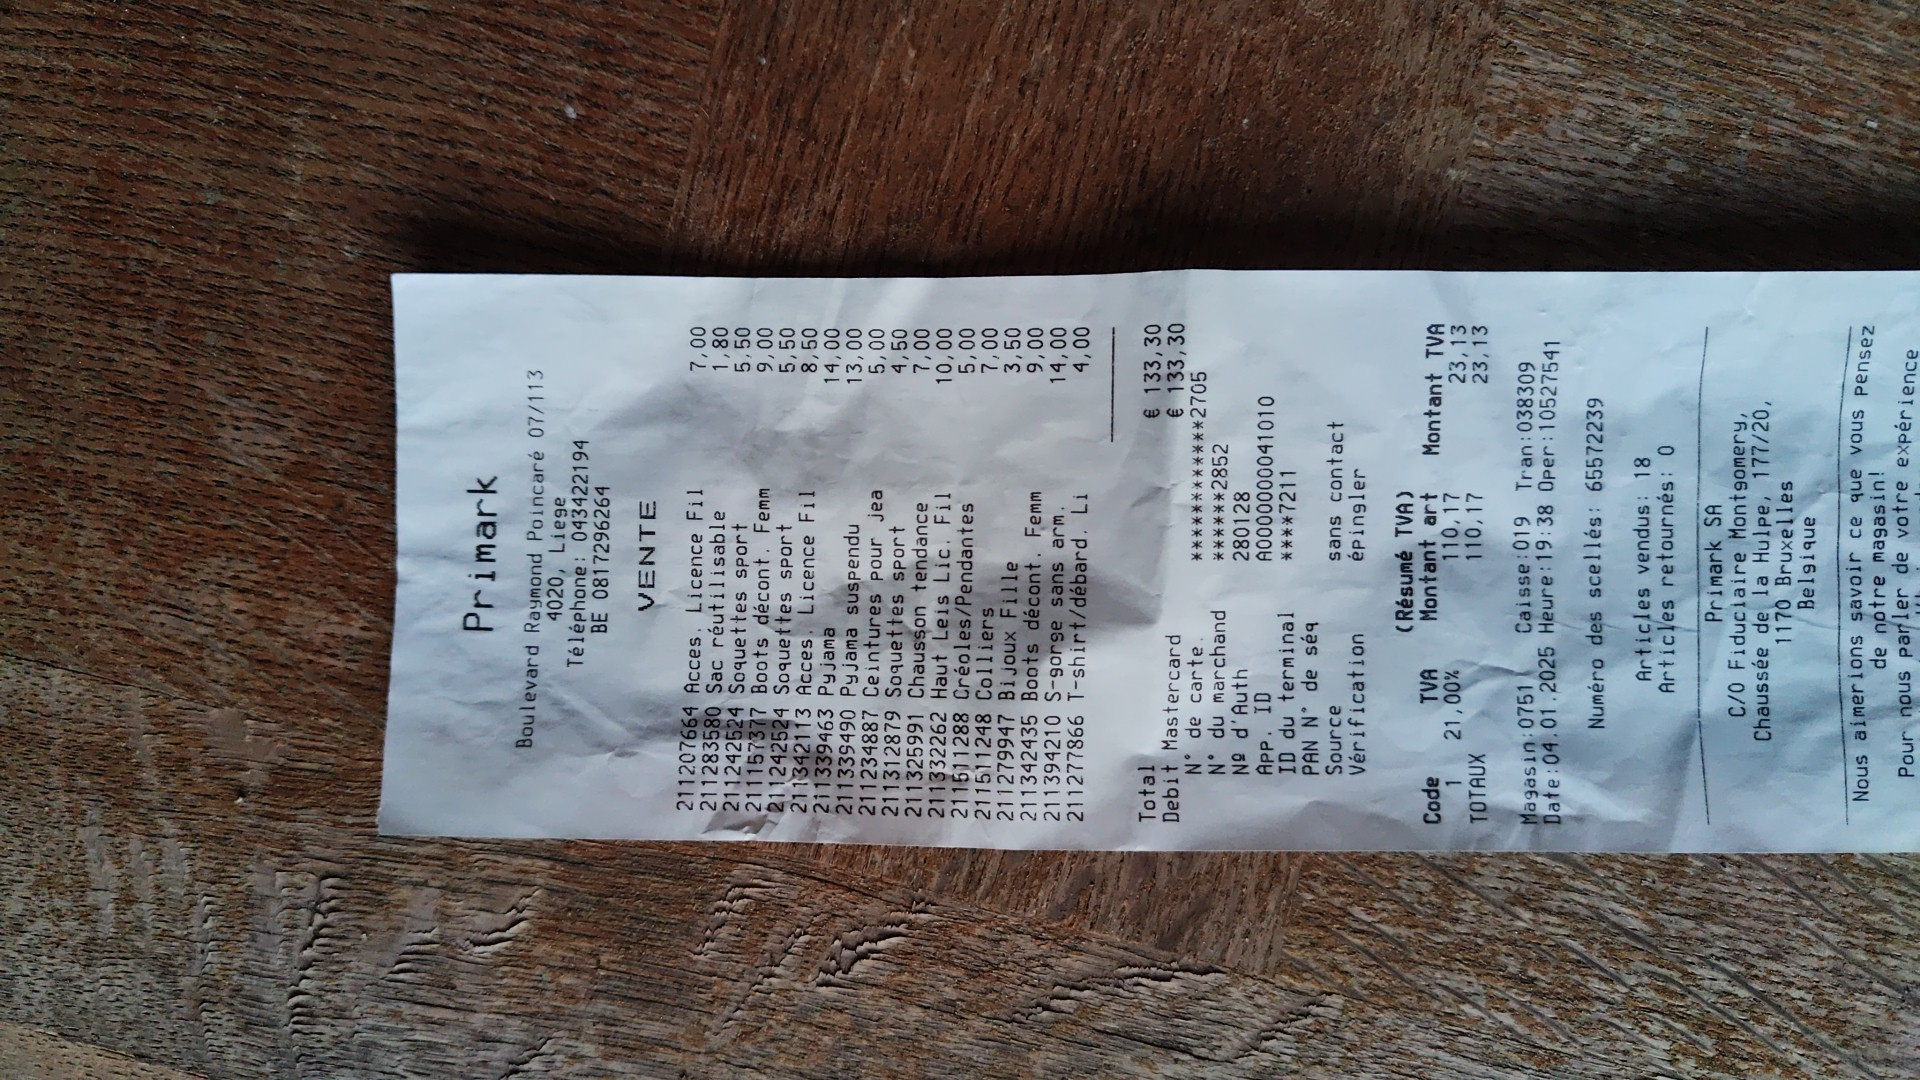 Primark
Boulevard Raymond Poincaré 07/113
4020, Liege
Téléphone: 043422194
BE 0817296264
VENTE
211207664 Acces. Licence Fil 7,00
211283580 Sac réutilisable 1,80
211242524 Soquettes sport 5,50
211157377 Boots décont. Femm 9,00
211242524 Soquettes sport 5,50
211342113 Acces. Licence Fil 8,50
211339463 Pyjama 14,00
211339490 Pyjama suspendu 13,00
211234887 Ceintures pour jea 5,00
211312879 Soquettes sport 4,50
211325991 Chausson tendance 7,00
211332262 Haut Leis Lic. Fil 10,00
211511288 Créoles/Pendantes 5,00
211511248 Colliers 7,00
211279947 Bijoux Fille 3,50
211342435 Boots décont. Femm 9,00
211394210 S-gorge sans arm. 14,00
211277866 T-shirt/débard. Li 4,00
Total € 133,30
Debit Mastercard € 133,30
N° de carte. ************2705
N° du marchand ******2852
Nº d'Auth 280128
App. ID A0000000041010
ID du terminal ****7211
PAN N° de séq
Source sans contact
Vérification épingler
(Résumé TVA)
Code TVA Montant art Montant TVA
1 21,00% 110,17 23,13
TOTAUX 110,17 23,13
Magasin:0751 Caisse:019 Tran:038309
Date:04.01.2025 Heure:19:38 Oper:10527541
Numéro des scellés: 65572239
Articles vendus: 18
Articles retournés: 0
Primark SA
C/O Fiduciaire Montgomery,
Chaussée de la Hulpe, 177/20,
1170 Bruxelles
Belgique
Nous aimerions savoir ce que vous pensez
de notre magasin!
Pour nous parler de votre expérience